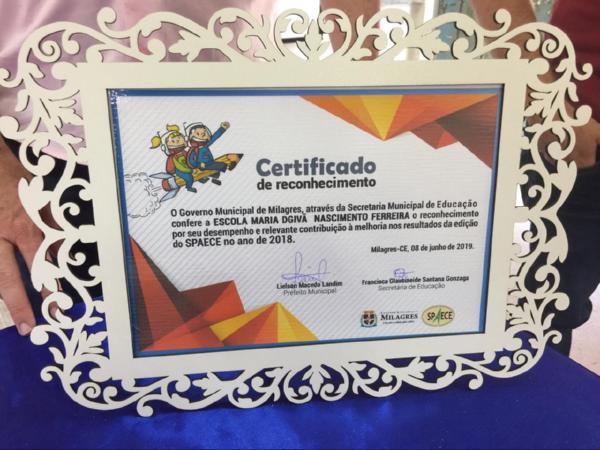 Certificado
de reconhecimento
O Governo Municipal de Milagres, através da Secretaria Municipal de Educação
confere a ESCOLA MARIA DGIVÀ NASCIMENTO FERREIRA o reconhecimento
por seu desempenho e relevante contribuição à melhoria nos resultados da edição
do SPAECE no ano de 2018.
Milagres-CE, 08 de junho de 2019.
Lielson Macedo Landim
Prefeito Municipal
Francisca Claudineide Santana Gonzaga
Secretária de Educação
MILAGRES
SPAECE